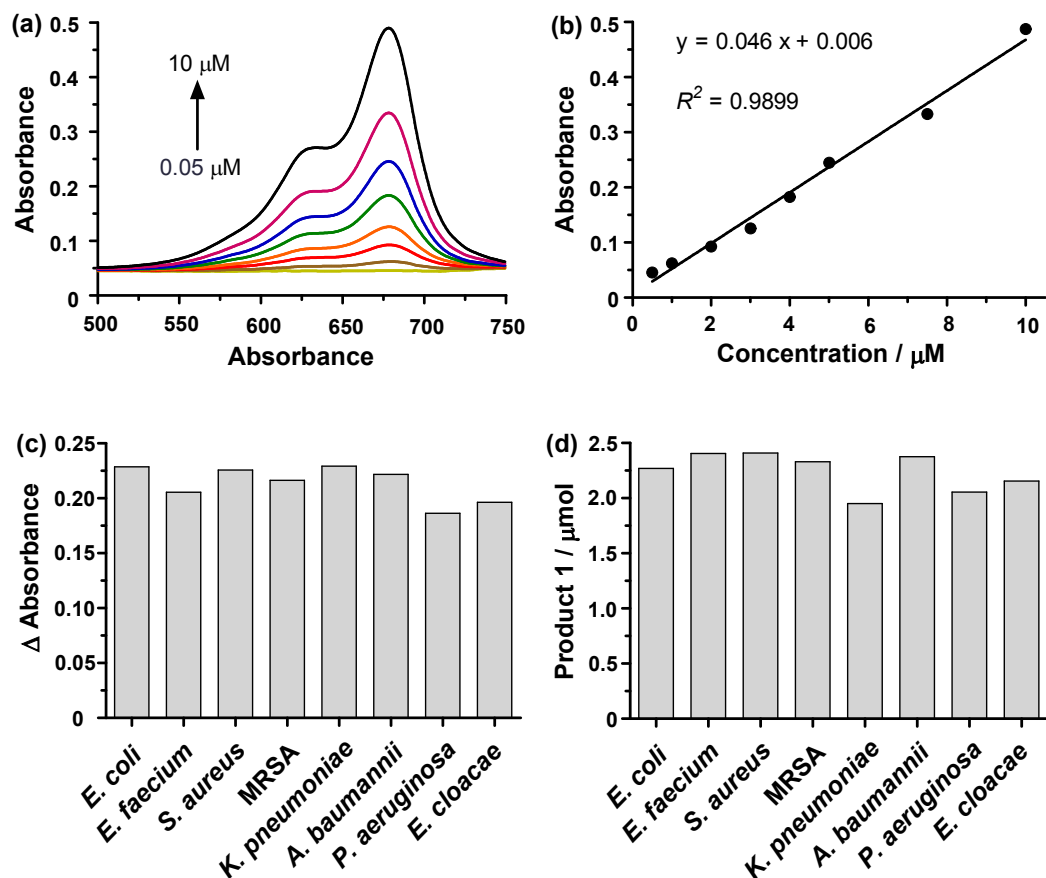 (a)
0.5
0.4
0.3
0.2
0.1
0
Absorbance
10 μM
0.05 μM
500 550 600 650 700 750
Absorbance
(b)
0.5
0.4
0.3
0.2
0.1
0
Absorbance
y = 0.046 x + 0.006
R² = 0.9899
0 2 4 6 8 10
Concentration / μM
(c)
0.25
0.20
0.25
0.10
0.05
0
Δ Absorbance
E. coli
E. faecium
S. aureus
MRSA
K. pneumoniae
A. baumannii
P. aeruginosa
E. cloacae
(d)
2.5
2.0
1.5
1.0
0.5
0
Product 1 / μmol
E. coli
E. faecium
S. aureus
MRSA
K. pneumoniae
A. baumannii
P. aeruginosa
E. cloacae